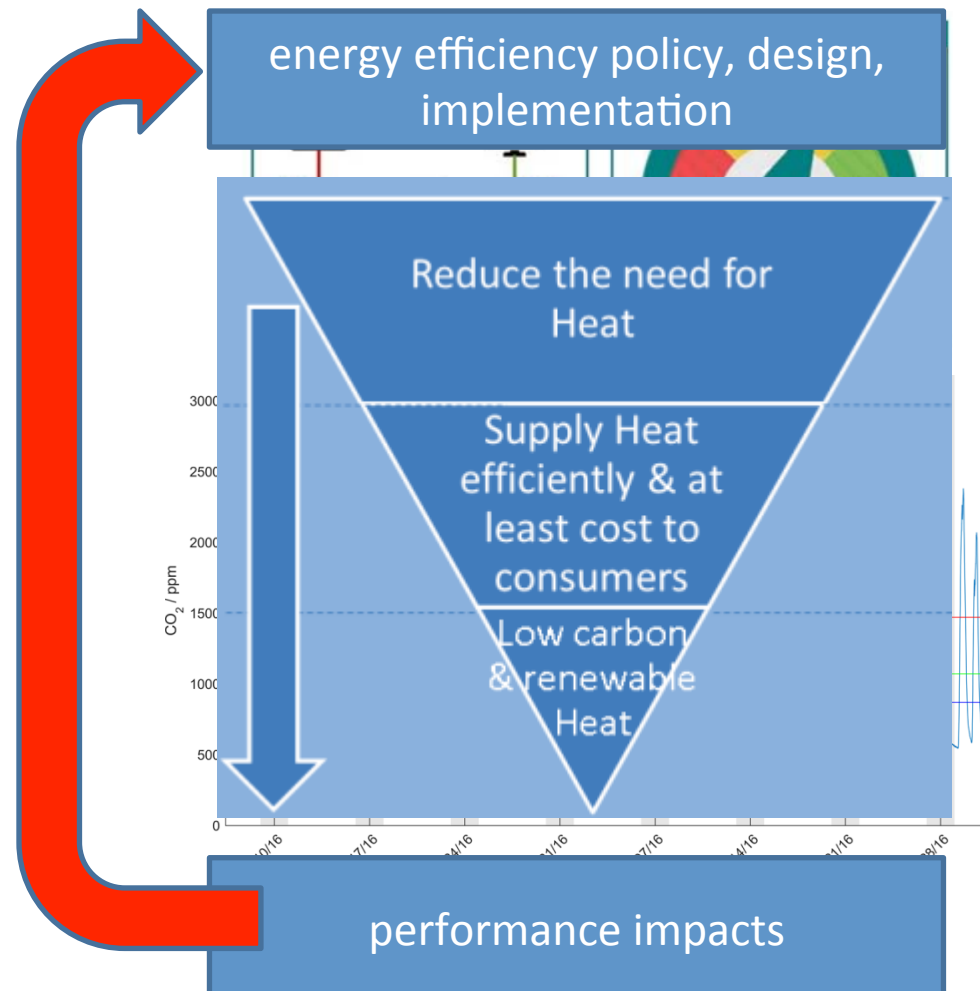 energy efficiency policy, design,
implementation
Reduce the need for
Heat
Supply Heat
efficiently & at
least cost to
consumers
Low carbon
& renewable
Heat
3000
2500
2000
1500
1000
500
0
CO₂ / ppm
performance impacts